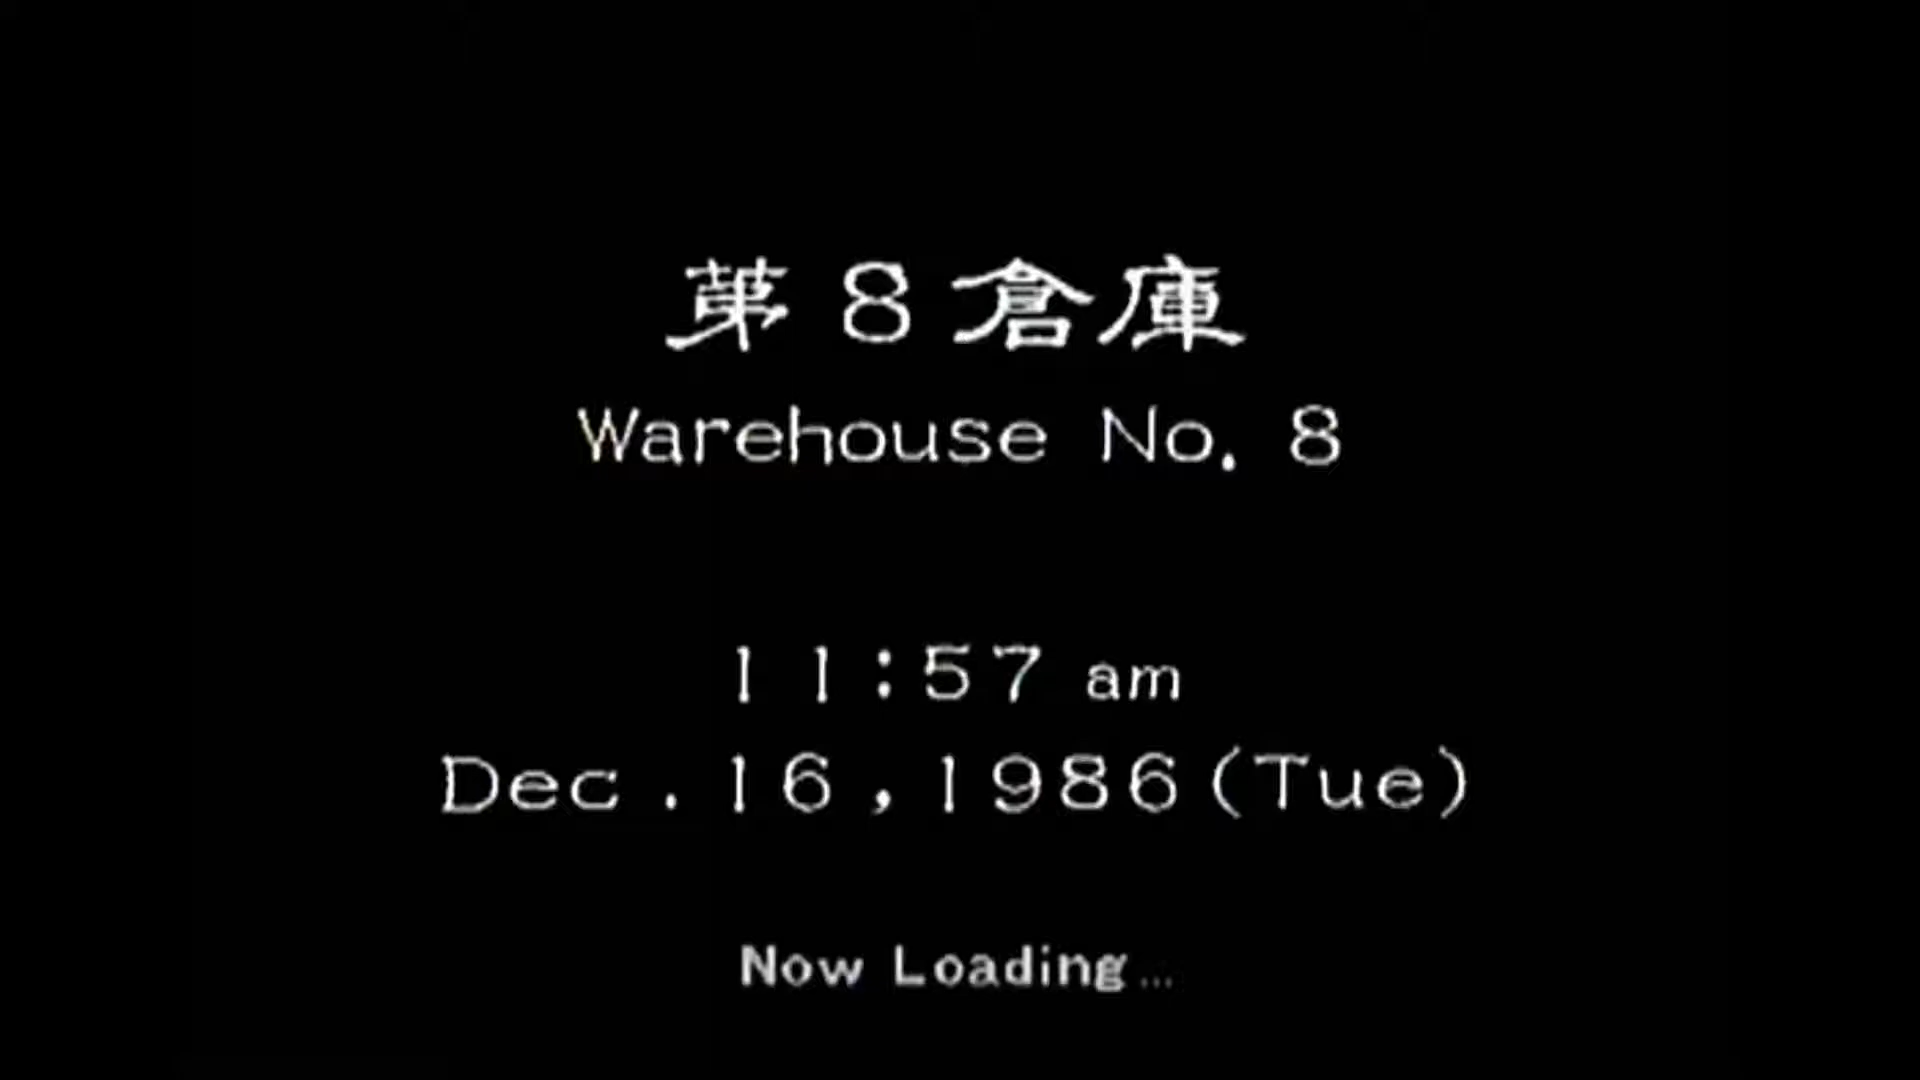 第8倉庫
Warehouse No. 8
11:57 am
Dec.16,1986(Tue)
Now Loading...